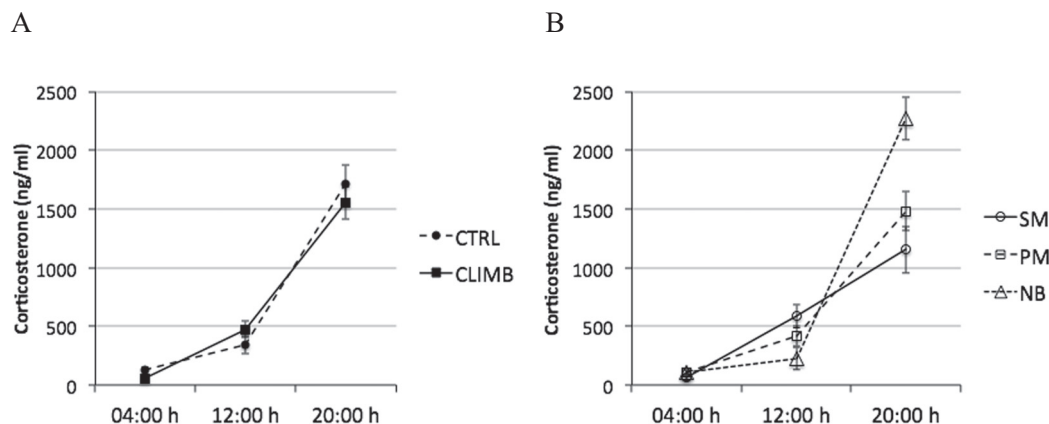 A
B
Corticosterone (ng/ml)
2500
2000
1500
1000
500
0
04:00 h 12:00 h 20:00 h
CTRL
CLIMB
Corticosterone (ng/ml)
2500
2000
1500
1000
500
0
04:00 h 12:00 h 20:00 h
SM
PM
NB